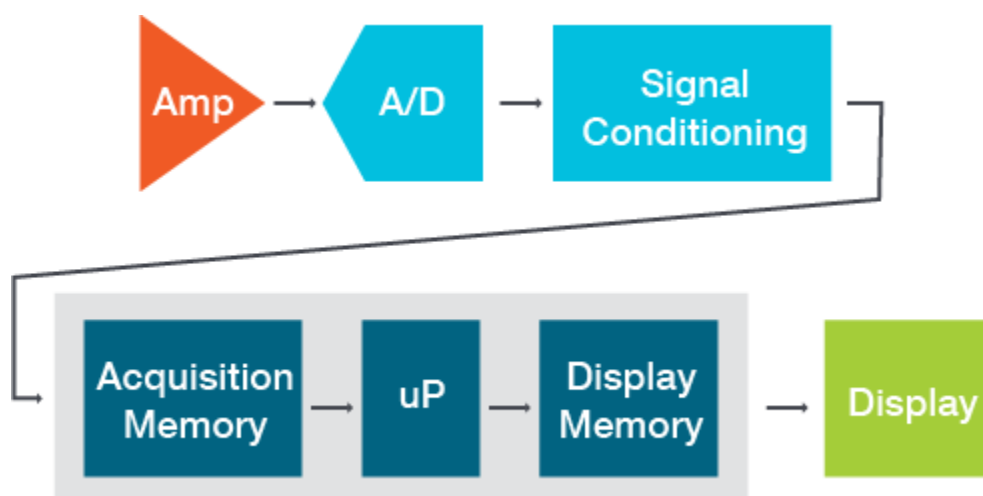 Amp
A/D
Signal
Conditioning
Acquisition
Memory
uP
Display
Memory
Display